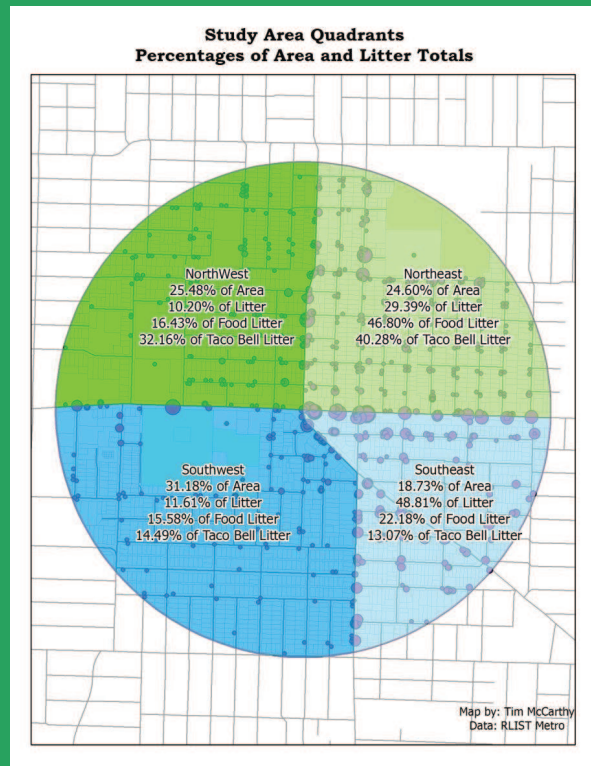 Study Area Quadrants
Percentages of Area and Litter Totals
NorthWest
25.48% of Area
10.20% of Litter
16.43% of Food Litter
32.16% of Taco Bell Litter
Northeast
24.60% of Area
29.39% of Litter
46.80% of Food Litter
40.28% of Taco Bell Litter
Southwest
31.18% of Area
11.61% of Litter
15.58% of Food Litter
14.49% of Taco Bell Litter
Southeast
18.73% of Area
48.81% of Litter
22.18% of Food Litter
13.07% of Taco Bell Litter
Map by: Tim McCarthy
Data: RLIST Metro